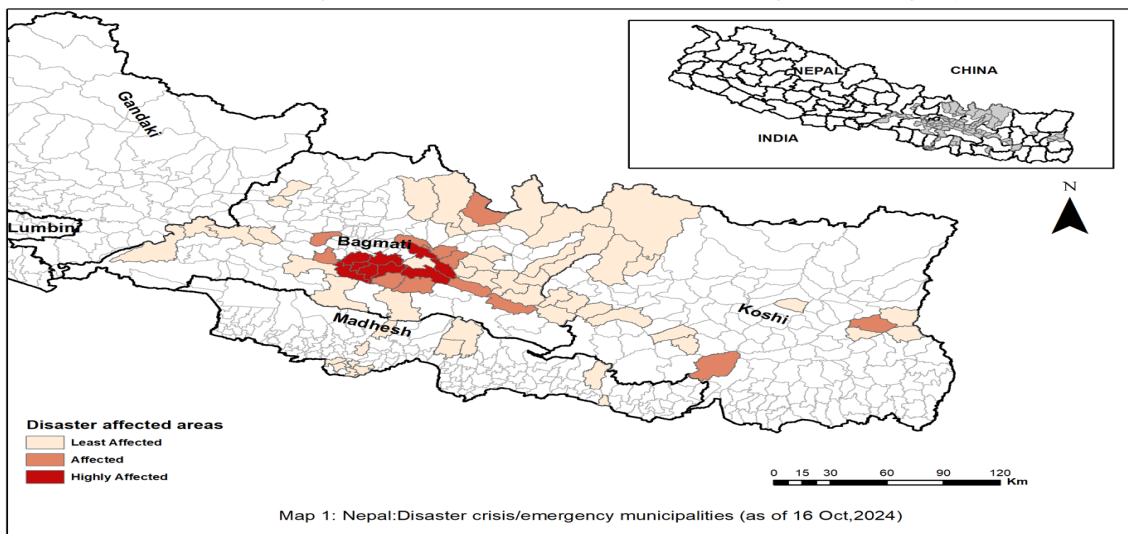 NEPAL
CHINA
INDIA
N
Gandaki
Lumbini
Bagmati
Madhesh
Koshi
Disaster affected areas
Least Affected
Affected
Highly Affected
0 15 30 60 90 120
Km
Map 1: Nepal:Disaster crisis/emergency municipalities (as of 16 Oct,2024)